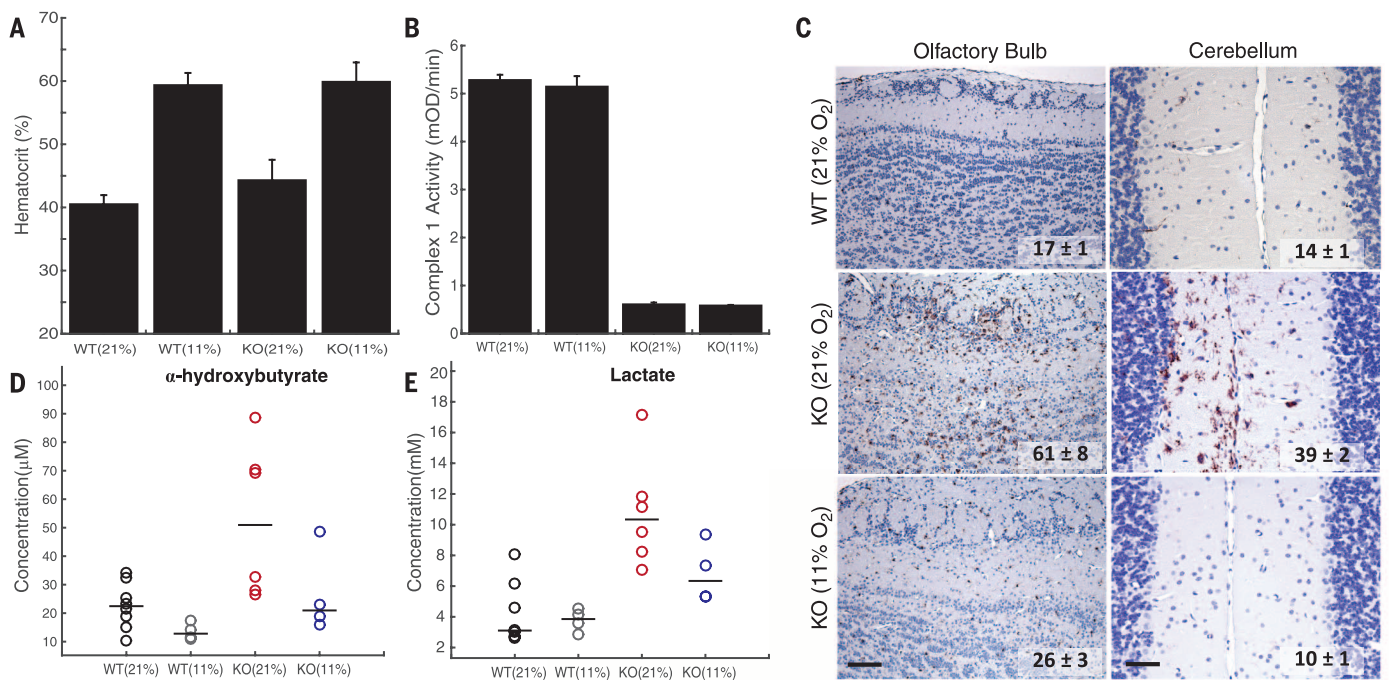 A
Hematocrit (%)
70
60
50
40
30
20
WT(21%) WT(11%) KO(21%) KO(11%)
B
Complex 1 Activity (mOD/min)
6
5
4
3
2
1
0
WT(21%) WT(11%) KO(21%) KO(11%)
C
Olfactory Bulb Cerebellum
WT (21% O₂)
17 ± 1 14 ± 1
KO (21% O₂)
61 ± 8 39 ± 2
KO (11% O₂)
26 ± 3 10 ± 1
D
α-hydroxybutyrate
Concentration(μM)
100
90
80
70
60
50
40
30
20
10
WT(21%) WT(11%) KO(21%) KO(11%)
E
Lactate
Concentration(mM)
20
18
16
14
12
10
8
6
4
2
WT(21%) WT(11%) KO(21%) KO(11%)